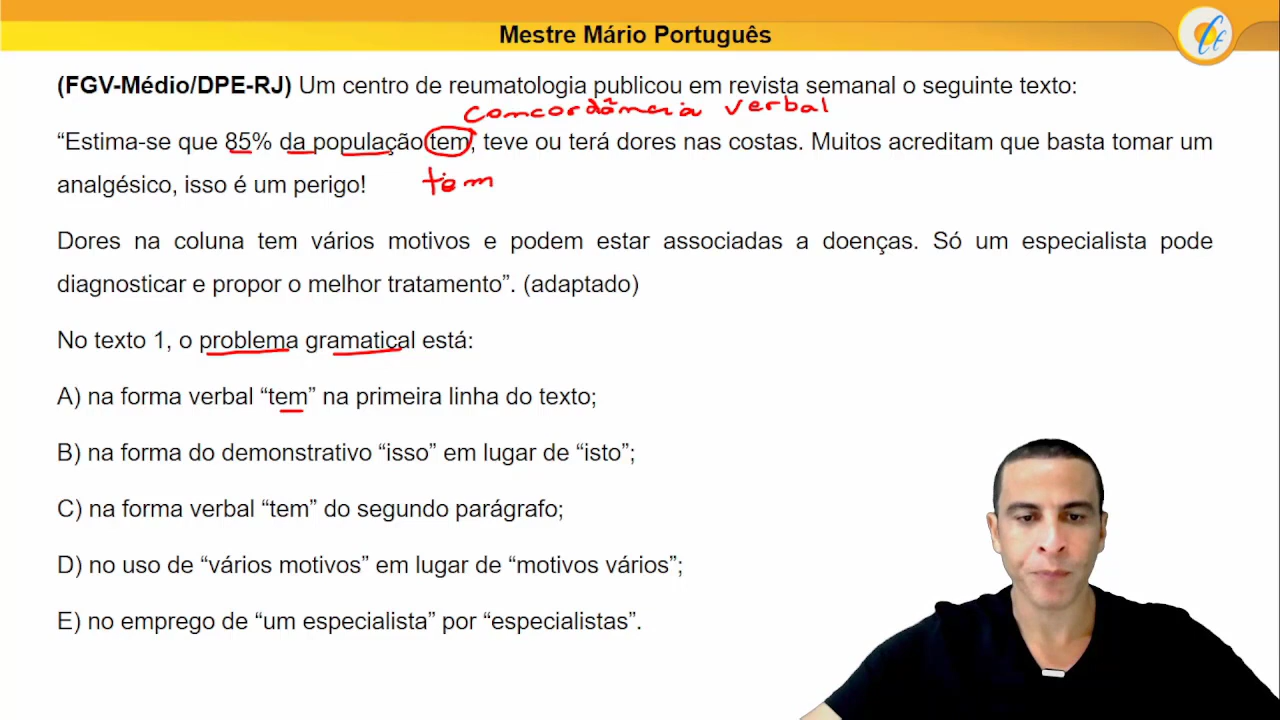 Mestre Mário Português
(FGV-Médio/DPE-RJ) Um centro de reumatologia publicou em revista semanal o seguinte texto:
concordância verbal
“Estima-se que 85% da população tem, teve ou terá dores nas costas. Muitos acreditam que basta tomar um
analgésico, isso é um perigo!
tem
Dores na coluna tem vários motivos e podem estar associadas a doenças. Só um especialista pode
diagnosticar e propor o melhor tratamento”. (adaptado)
No texto 1, o problema gramatical está:
A) na forma verbal “tem” na primeira linha do texto;
B) na forma do demonstrativo “isso” em lugar de “isto”;
C) na forma verbal “tem” do segundo parágrafo;
D) no uso de “vários motivos” em lugar de “motivos vários”;
E) no emprego de “um especialista” por “especialistas”.